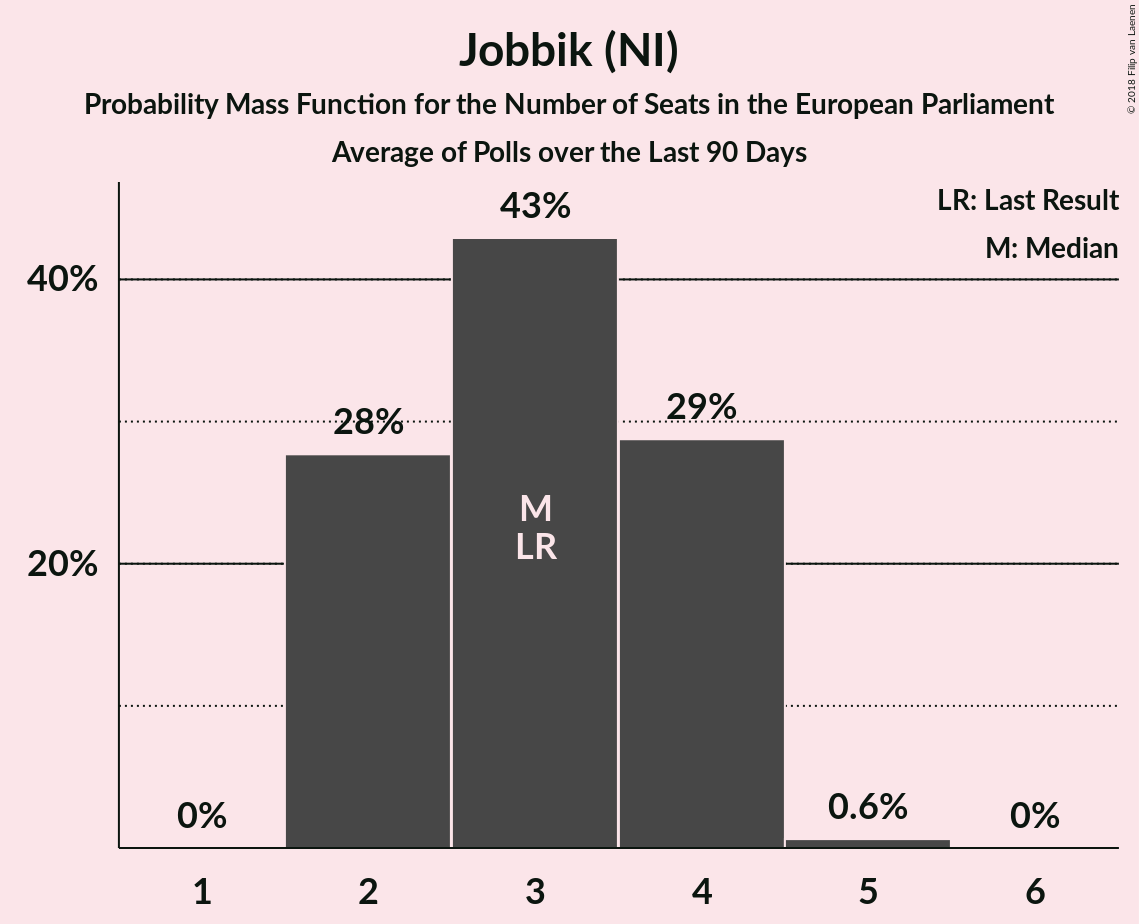 Jobbik (NI)
Probability Mass Function for the Number of Seats in the European Parliament
Average of Polls over the Last 90 Days
© 2018 Filip van Laenen
LR: Last Result
M: Median
43%
40%
29%
28%
M
LR
20%
0%
0.6%
0%
1 2 3 4 5 6